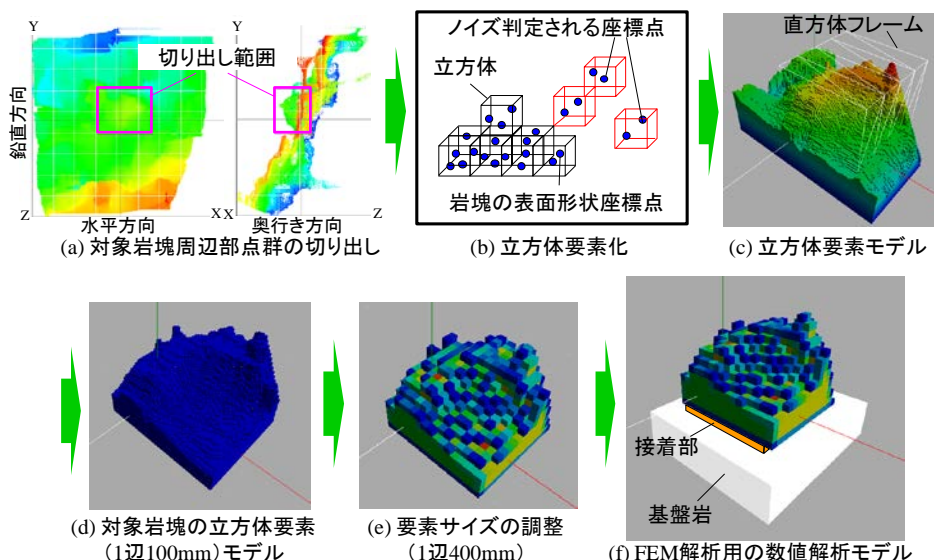 Y
Y
切り出し範囲
鉛直方向
Z
X
X
Z
水平方向
奥行き方向
(a) 対象岩塊周辺部点群の切り出し
ノイズ判定される座標点
立方体
岩塊の表面形状座標点
(b) 立方体要素化
直方体フレーム
(c) 立方体要素モデル
(d) 対象岩塊の立方体要素
（1辺100mm）モデル
(e) 要素サイズの調整
（1辺400mm）
接着部
基盤岩
(f) FEM解析用の数値解析モデル